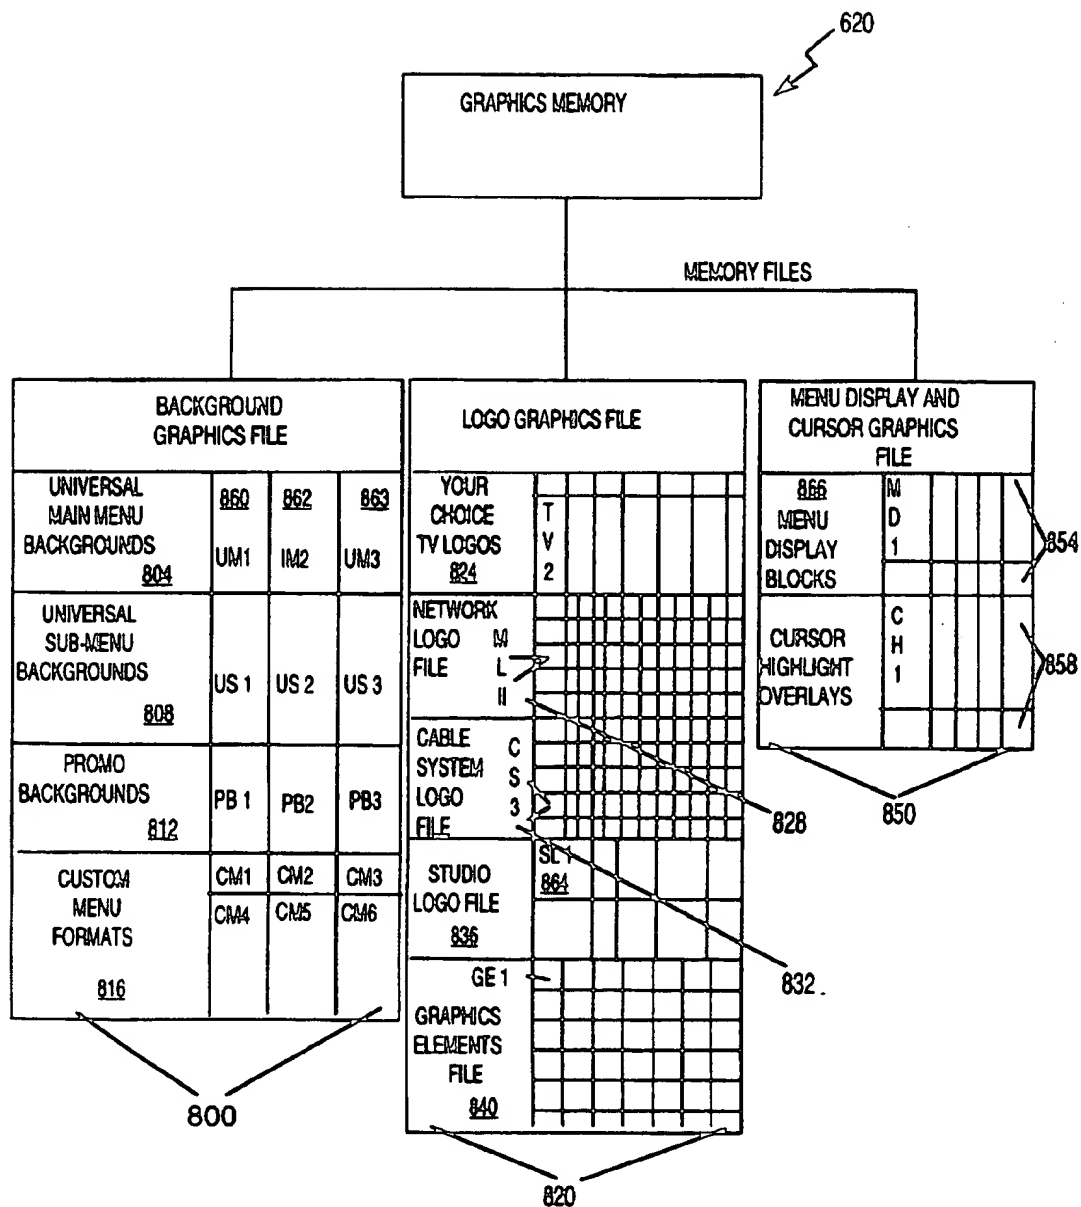 620
GRAPHICS MEMORY
MEMORY FILES
BACKGROUND
GRAPHICS FILE
UNIVERSAL
MAIN MENU
BACKGROUNDS
804
860 862 863
UM1 IM2 UM3
UNIVERSAL
SUB-MENU
BACKGROUNDS
808
US 1 US 2 US 3
PROMO
BACKGROUNDS
812
PB 1 PB2 PB3
CUSTOM
MENU
FORMATS
816
CM1 CM2 CM3
CM4 CM5 CM6
800
LOGO GRAPHICS FILE
YOUR
CHOICE
TV LOGOS
824
T
V
2
NETWORK
LOGO
FILE
M
L
II
CABLE
SYSTEM
LOGO
FILE
C
S
3
STUDIO
LOGO FILE
836
SL 1
864
GE 1
GRAPHICS
ELEMENTS
FILE
840
820
828
832
MENU DISPLAY AND
CURSOR GRAPHICS
FILE
866
MENU
DISPLAY
BLOCKS
M
D
1
854
CURSOR
HIGHLIGHT
OVERLAYS
C
H
1
858
850